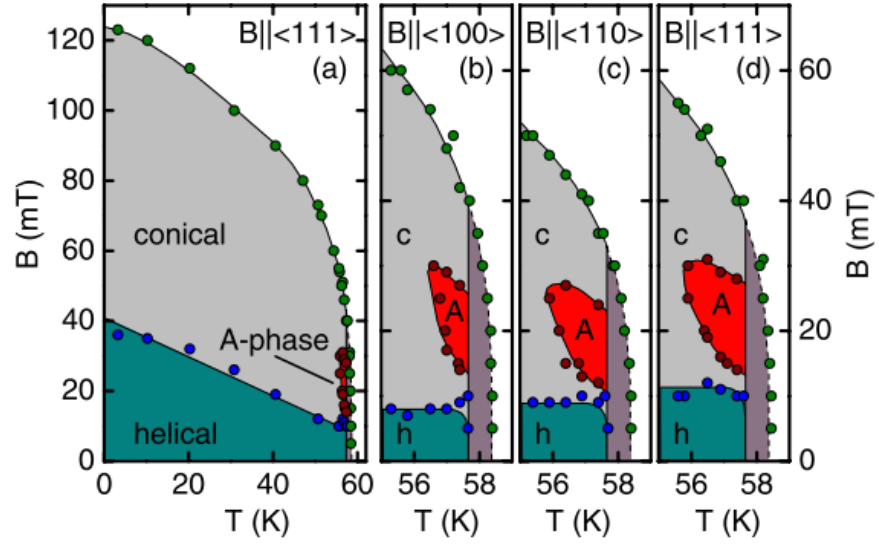 B||<111>
(a)
B||<100>
(b)
B||<110>
(c)
B||<111>
(d)
B (mT)
120
100
80
60
40
20
0
conical
A-phase
helical
0
20
40
60
T (K)
c
A
h
56
58
T (K)
c
A
h
56
58
T (K)
c
A
h
56
58
T (K)
60
40
20
0
B (mT)